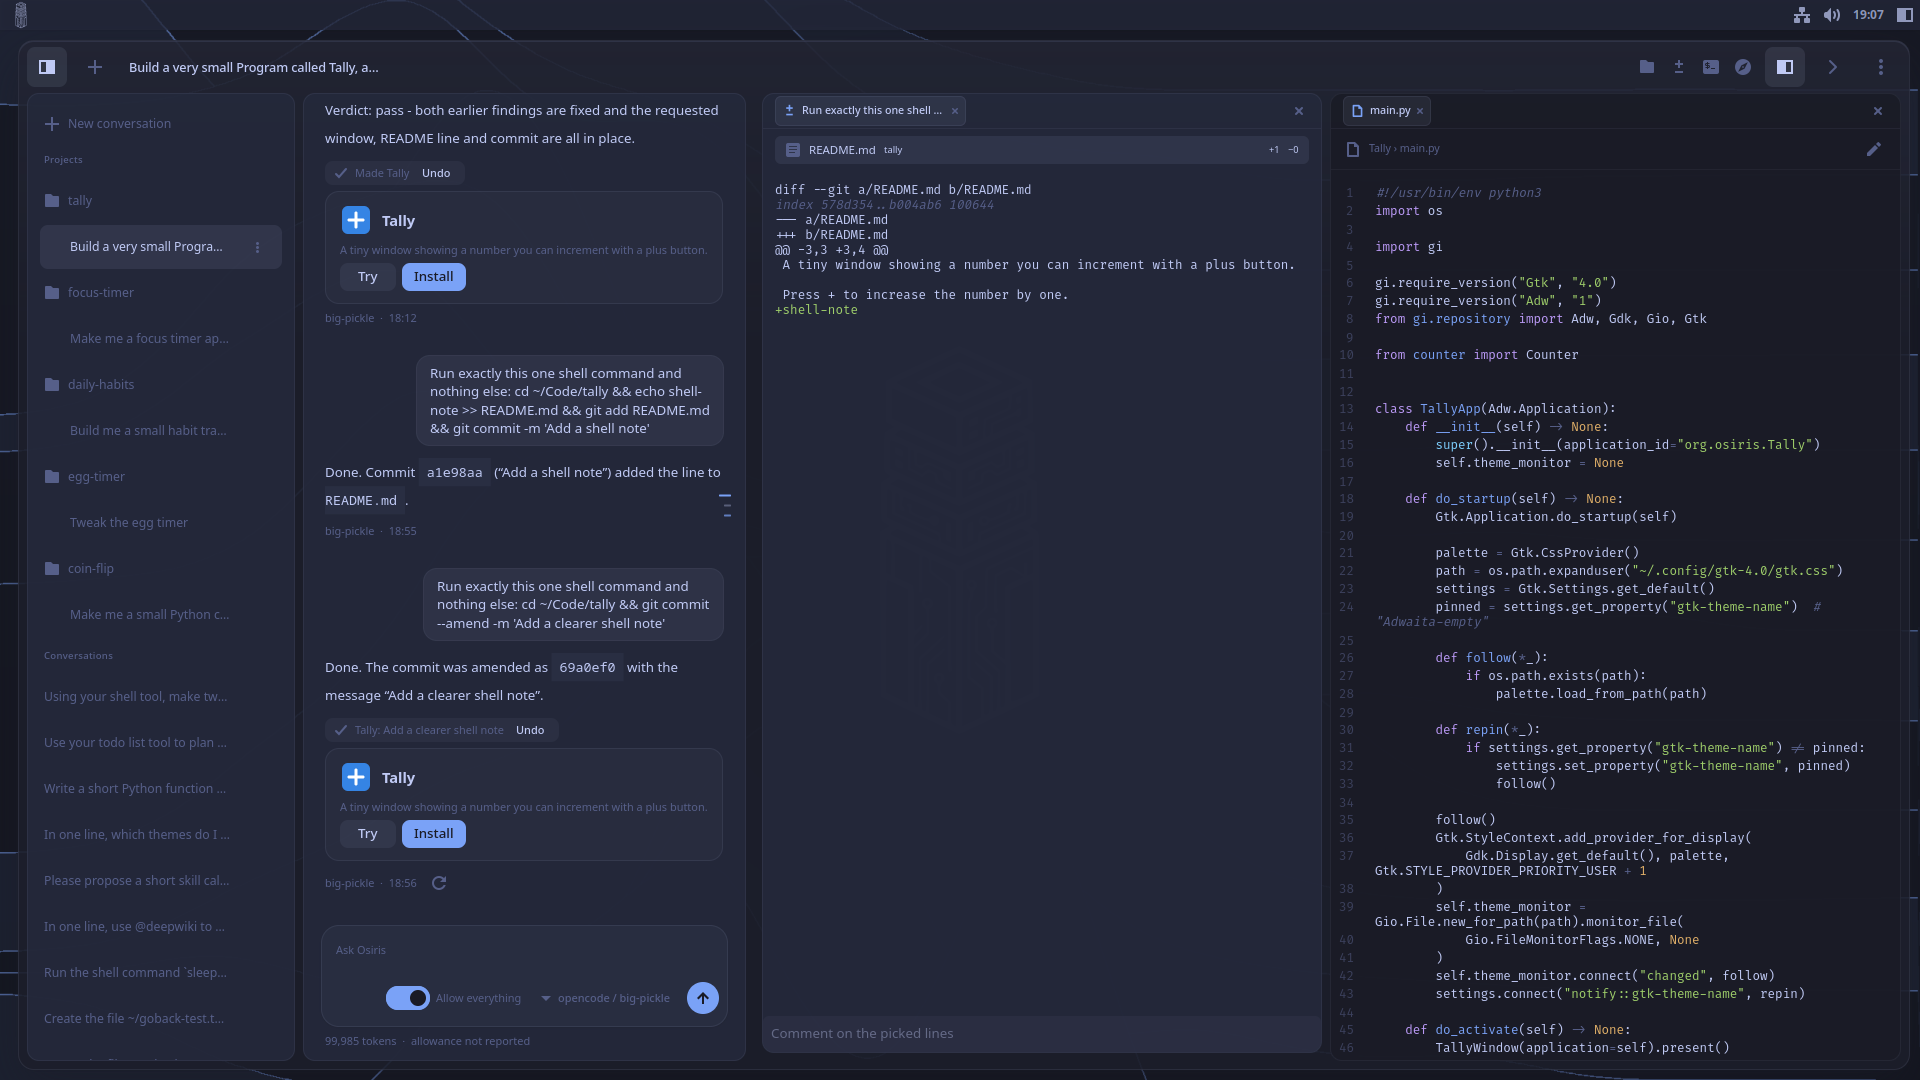 19:07
Build a very small Program called Tally, a...
New conversation
Projects
tally
Build a very small Progra...
focus-timer
Make me a focus timer ap...
daily-habits
Build me a small habit tra...
egg-timer
Tweak the egg timer
coin-flip
Make me a small Python c...
Conversations
Using your shell tool, make tw...
Use your todo list tool to plan ...
Write a short Python function ...
In one line, which themes do I ...
Please propose a short skill cal...
In one line, use @deepwiki to ...
Run the shell command `sleep...
Create the file ~/goback-test.t...
Verdict: pass - both earlier findings are fixed and the requested
window, README line and commit are all in place.
Made Tally Undo
Tally
A tiny window showing a number you can increment with a plus button.
Try Install
big-pickle · 18:12
Run exactly this one shell command and
nothing else: cd ~/Code/tally && echo shell-
note >> README.md && git add README.md
&& git commit -m 'Add a shell note'
Done. Commit a1e98aa (“Add a shell note”) added the line to
README.md .
big-pickle · 18:55
Run exactly this one shell command and
nothing else: cd ~/Code/tally && git commit
--amend -m 'Add a clearer shell note'
Done. The commit was amended as 69a0ef0 with the
message “Add a clearer shell note”.
Tally: Add a clearer shell note Undo
Tally
A tiny window showing a number you can increment with a plus button.
Try Install
big-pickle · 18:56
Ask Osiris
Allow everything opencode / big-pickle
99,985 tokens · allowance not reported
Run exactly this one shell ... ×
README.md tally +1 −0
diff --git a/README.md b/README.md
index 578d354..b004ab6 100644
--- a/README.md
+++ b/README.md
@@ -3,3 +3,4 @@
A tiny window showing a number you can increment with a plus button.
Press + to increase the number by one.
+shell-note
Comment on the picked lines
main.py ×
Tally › main.py
1 #!/usr/bin/env python3
2 import os
3
4 import gi
5
6 gi.require_version("Gtk", "4.0")
7 gi.require_version("Adw", "1")
8 from gi.repository import Adw, Gdk, Gio, Gtk
9
10 from counter import Counter
11
12
13 class TallyApp(Adw.Application):
14 def __init__(self) -> None:
15 super().__init__(application_id="org.osiris.Tally")
16 self.theme_monitor = None
17
18 def do_startup(self) -> None:
19 Gtk.Application.do_startup(self)
20
21 palette = Gtk.CssProvider()
22 path = os.path.expanduser("~/.config/gtk-4.0/gtk.css")
23 settings = Gtk.Settings.get_default()
24 pinned = settings.get_property("gtk-theme-name") #
"Adwaita-empty"
25
26 def follow(*_):
27 if os.path.exists(path):
28 palette.load_from_path(path)
29
30 def repin(*_):
31 if settings.get_property("gtk-theme-name") != pinned:
32 settings.set_property("gtk-theme-name", pinned)
33 follow()
34
35 follow()
36 Gtk.StyleContext.add_provider_for_display(
37 Gdk.Display.get_default(), palette,
Gtk.STYLE_PROVIDER_PRIORITY_USER + 1
38 )
39 self.theme_monitor =
Gio.File.new_for_path(path).monitor_file(
40 Gio.FileMonitorFlags.NONE, None
41 )
42 self.theme_monitor.connect("changed", follow)
43 settings.connect("notify::gtk-theme-name", repin)
44
45 def do_activate(self) -> None:
46 TallyWindow(application=self).present()